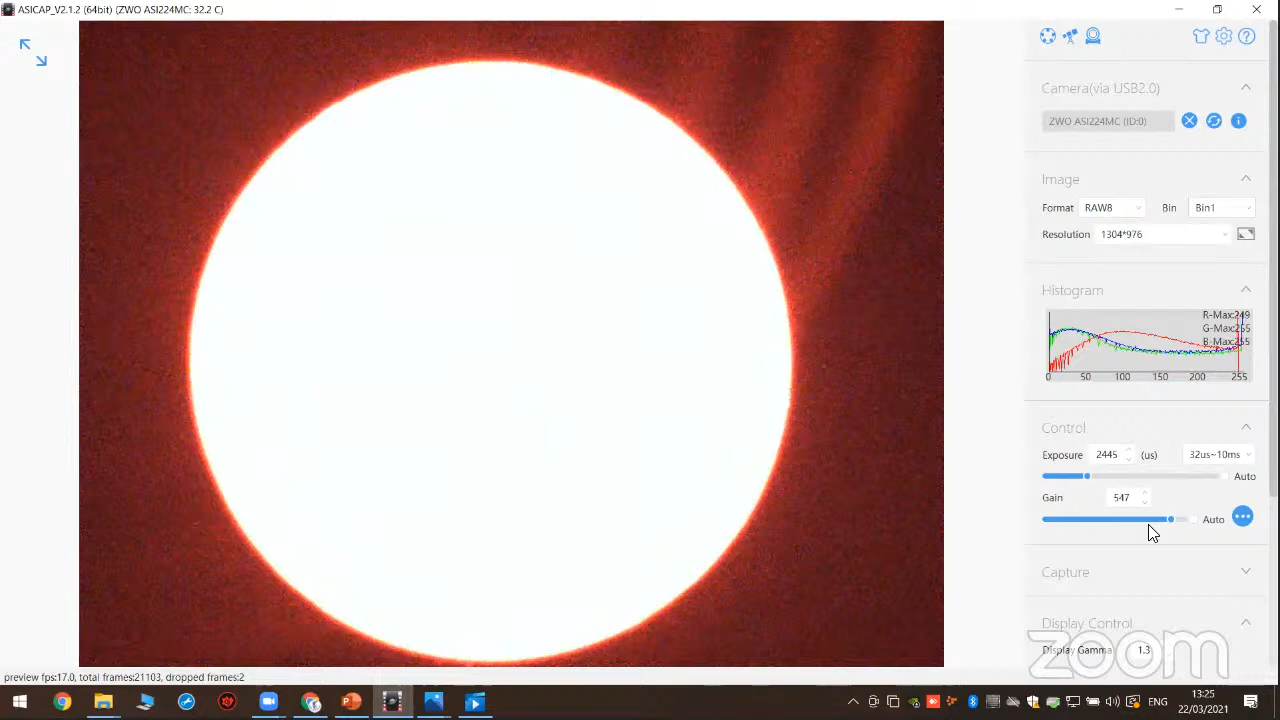 ASICAP_V2.1.2 (64bit) (ZWO ASI224MC: 32.2 C)
Camera(via USB2.0)
ZWO ASI224MC (ID:0)
Image
Format RAW8 Bin Bin1
Resolution 1304*976
Histogram
R-Max:249
G-Max:255
B-Max:255
0 50 100 150 200 255
Control
Exposure 2445 (us) 32us~10ms
Auto
Gain 547
Auto
Capture
Display Control
Display Gamma 1.3
zoom
preview fps:17.0, total frames:21103, dropped frames:2
ENG
13:25
22/03/2021